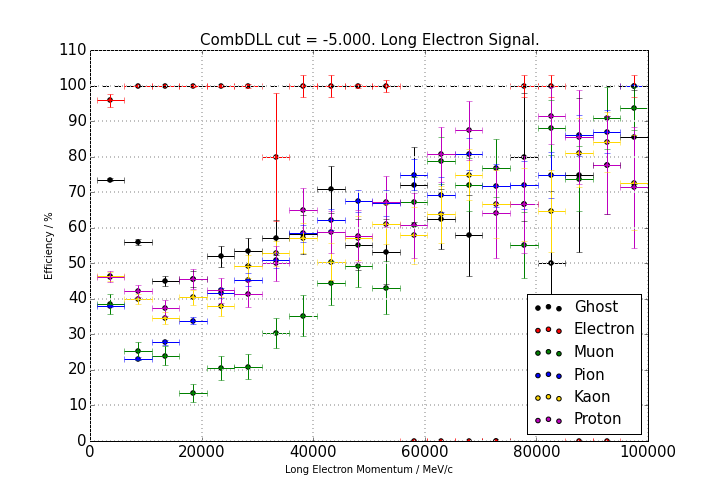 CombDLL cut = -5.000. Long Electron Signal.
110
100
90
80
70
60
50
40
30
20
10
0
Efficiency / %
0 20000 40000 60000 80000 100000
Long Electron Momentum / MeV/c
Ghost
Electron
Muon
Pion
Kaon
Proton